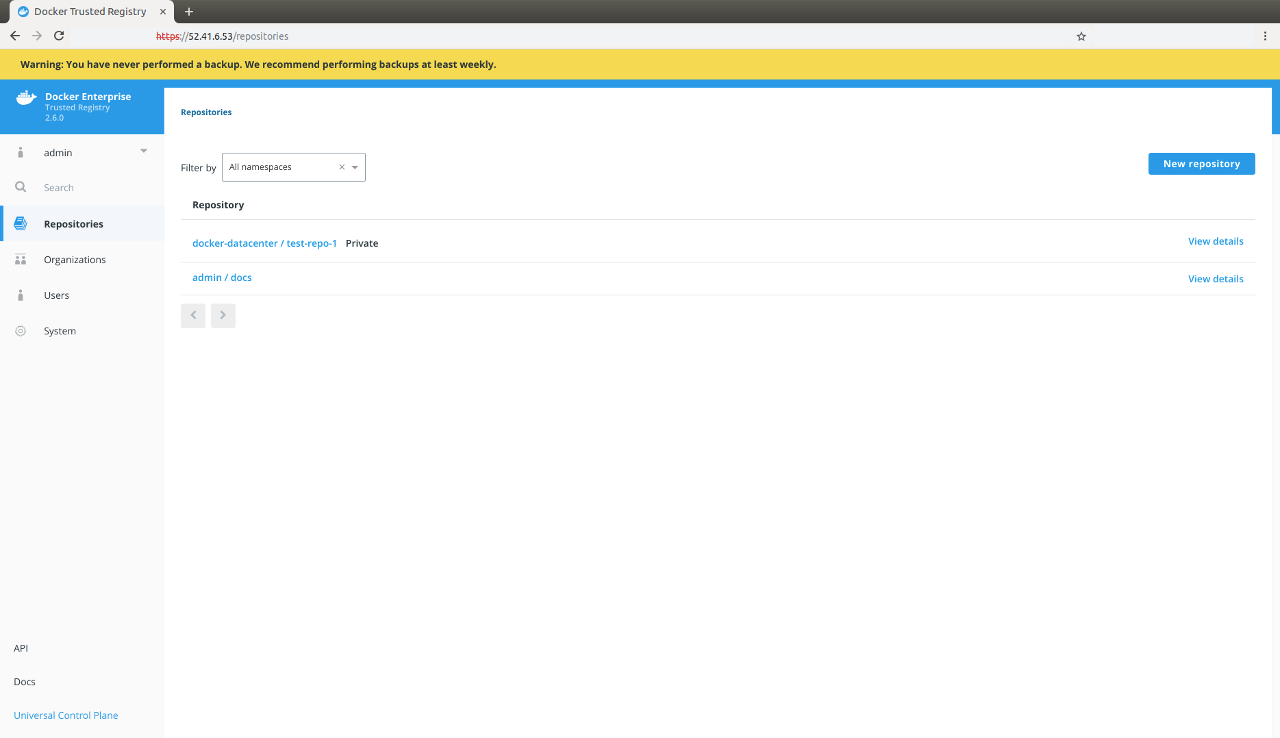 Docker Trusted Registry
https://52.41.6.53/repositories
Warning: You have never performed a backup. We recommend performing backups at least weekly.
Docker Enterprise
Trusted Registry
2.6.0
admin
Search
Repositories
Organizations
Users
System
API
Docs
Universal Control Plane
Repositories
Filter by All namespaces
New repository
Repository
docker-datacenter / test-repo-1 Private View details
admin / docs View details